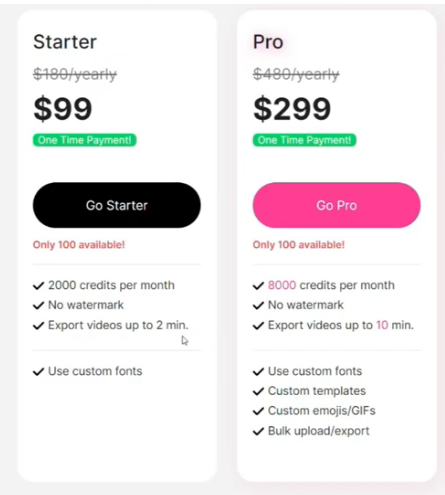 Starter
$180/yearly
$99
One Time Payment!
Go Starter
Only 100 available!
2000 credits per month
No watermark
Export videos up to 2 min.
Use custom fonts
Pro
$480/yearly
$299
One Time Payment!
Go Pro
Only 100 available!
8000 credits per month
No watermark
Export videos up to 10 min.
Use custom fonts
Custom templates
Custom emojis/GIFs
Bulk upload/export